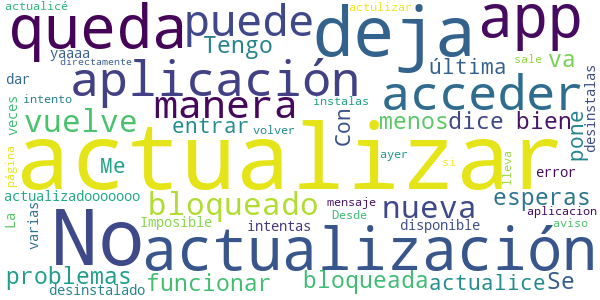 actualicé
queda
puede
deja
actulizar
app
yaaaa
directamente
Tengo
última
sale
va
dar
aplicación
acceder
desinstalas
veces
intento
manera
instalas
vuelve
entrar
volver
Con
menos
dice
bien
pone
Me
actualizar
ayer
si
lleva
error
página
actualizadooooooo
bloqueado
mensaje
nueva
esperas
aplicacion
La
varias
No
Imposible
Desde
intentas
disponible
aviso
actualización
problemas
funcionar
bloqueada
actualice
Se
desinstalado